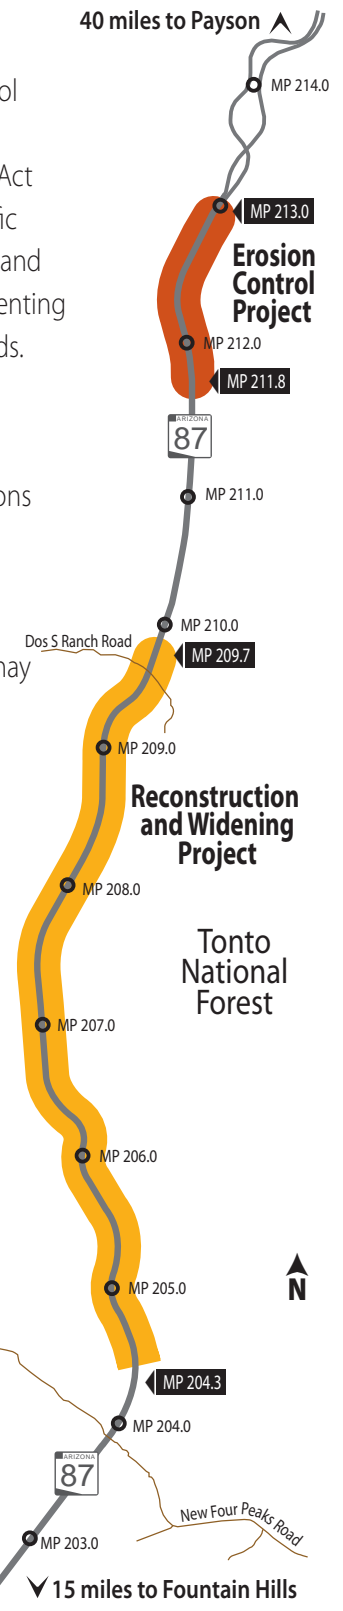 40 miles to Payson
MP 214.0
ol
Act
fic
and
enting
ds.
MP 213.0
Erosion
Control
Project
MP 212.0
MP 211.8
ARIZONA
87
ons
MP 211.0
MP 210.0
Dos S Ranch Road
MP 209.7
may
MP 209.0
Reconstruction
and Widening
Project
MP 208.0
Tonto
National
Forest
MP 207.0
MP 206.0
N
MP 205.0
MP 204.3
MP 204.0
ARIZONA
87
New Four Peaks Road
MP 203.0
15 miles to Fountain Hills